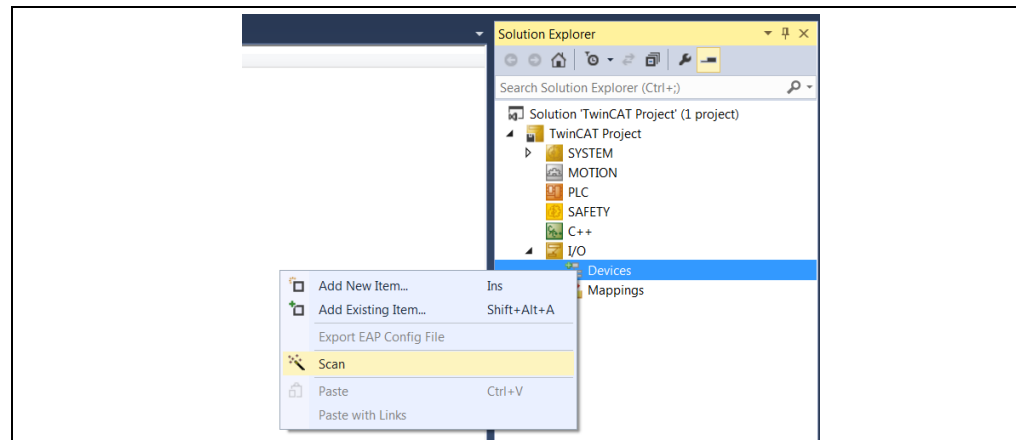 Solution Explorer
Search Solution Explorer (Ctrl+;)
Solution 'TwinCAT Project' (1 project)
TwinCAT Project
SYSTEM
MOTION
PLC
SAFETY
C++
I/O
Devices
Mappings
Add New Item... Ins
Add Existing Item... Shift+Alt+A
Export EAP Config File
Scan
Paste Ctrl+V
Paste with Links